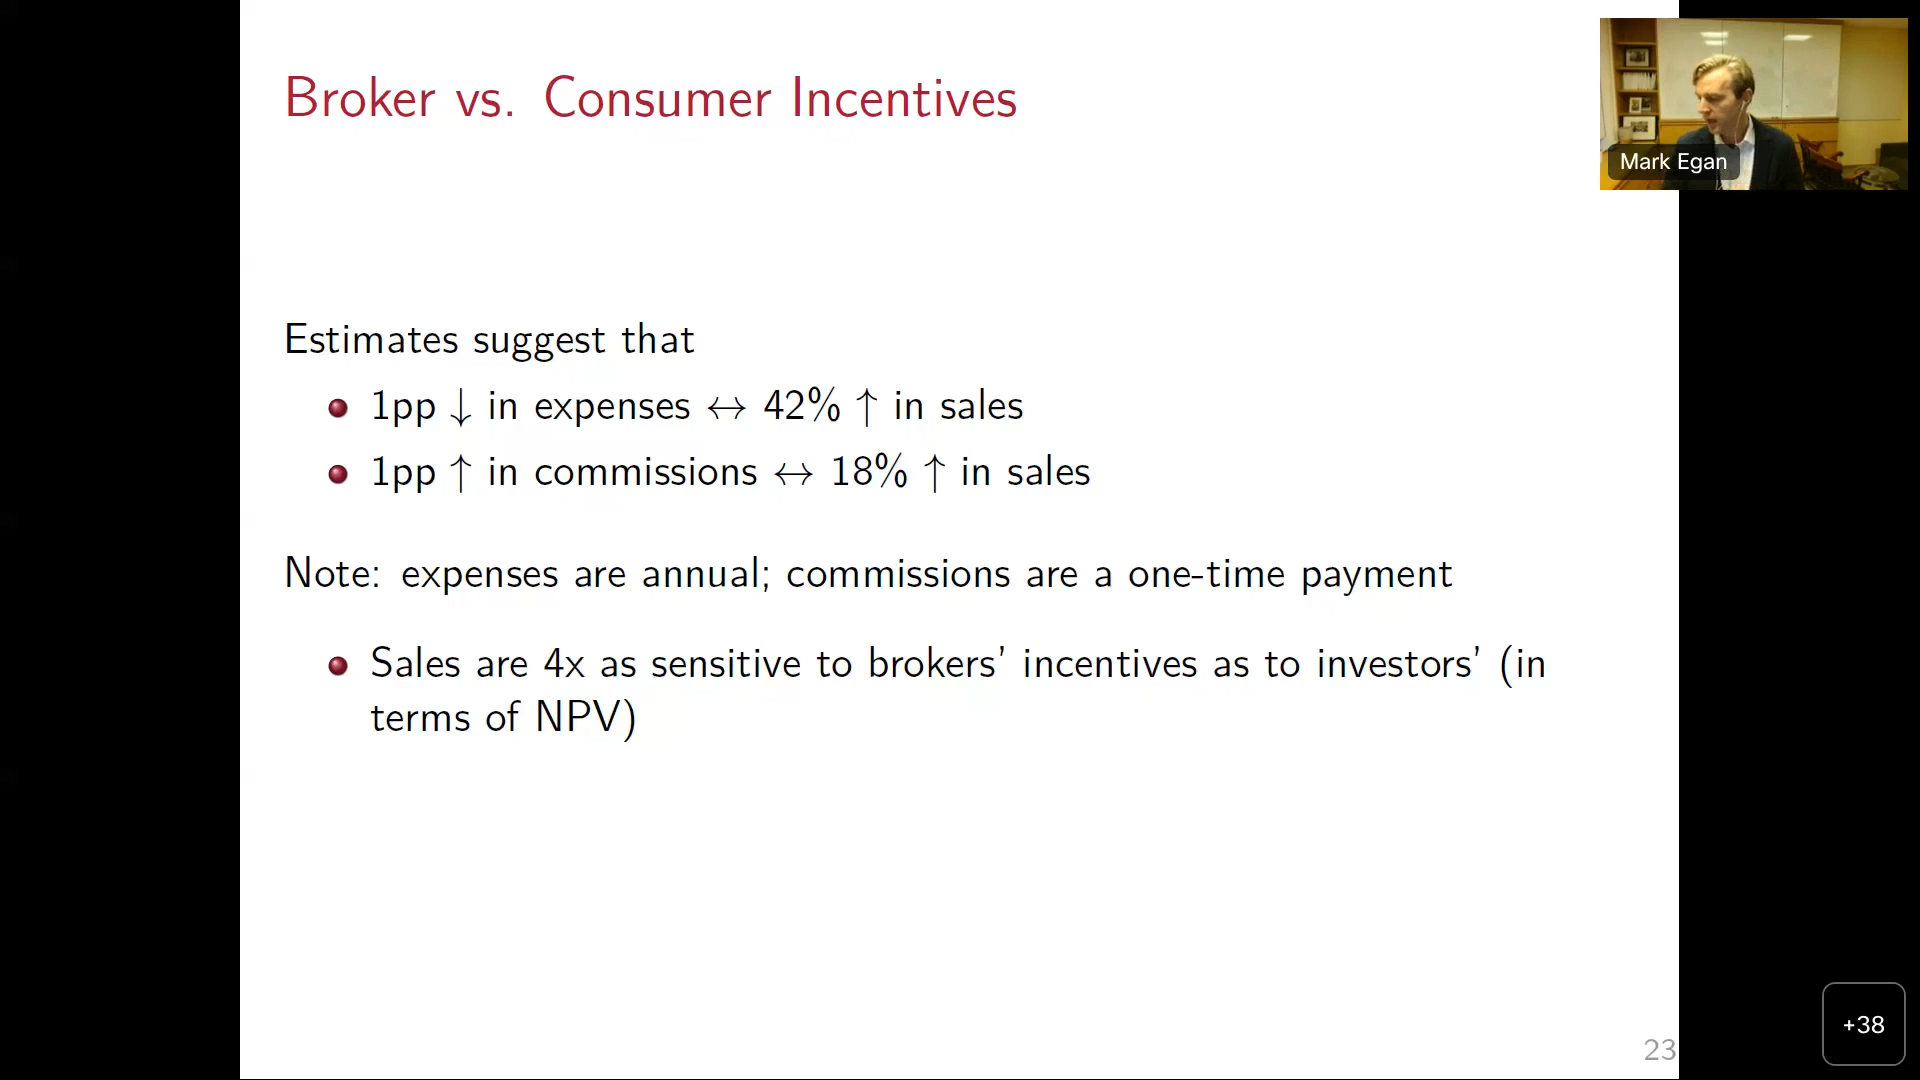 Broker vs. Consumer Incentives
Mark Egan
Estimates suggest that
1pp ↓ in expenses ↔ 42% ↑ in sales
1pp ↑ in commissions ↔ 18% ↑ in sales
Note: expenses are annual; commissions are a one-time payment
Sales are 4x as sensitive to brokers' incentives as to investors' (in
terms of NPV)
+38
23